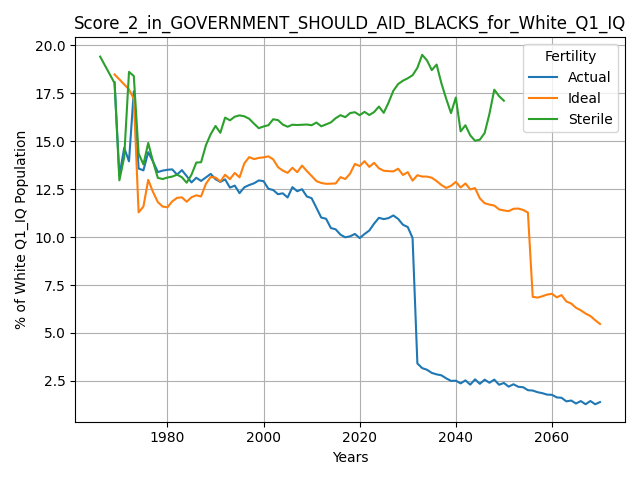 Score_2_in_GOVERNMENT_SHOULD_AID_BLACKS_for_White_Q1_IQ
Fertility
Actual
Ideal
Sterile
% of White Q1_IQ Population
20.0
17.5
15.0
12.5
10.0
7.5
5.0
2.5
1980
2000
2020
2040
2060
Years